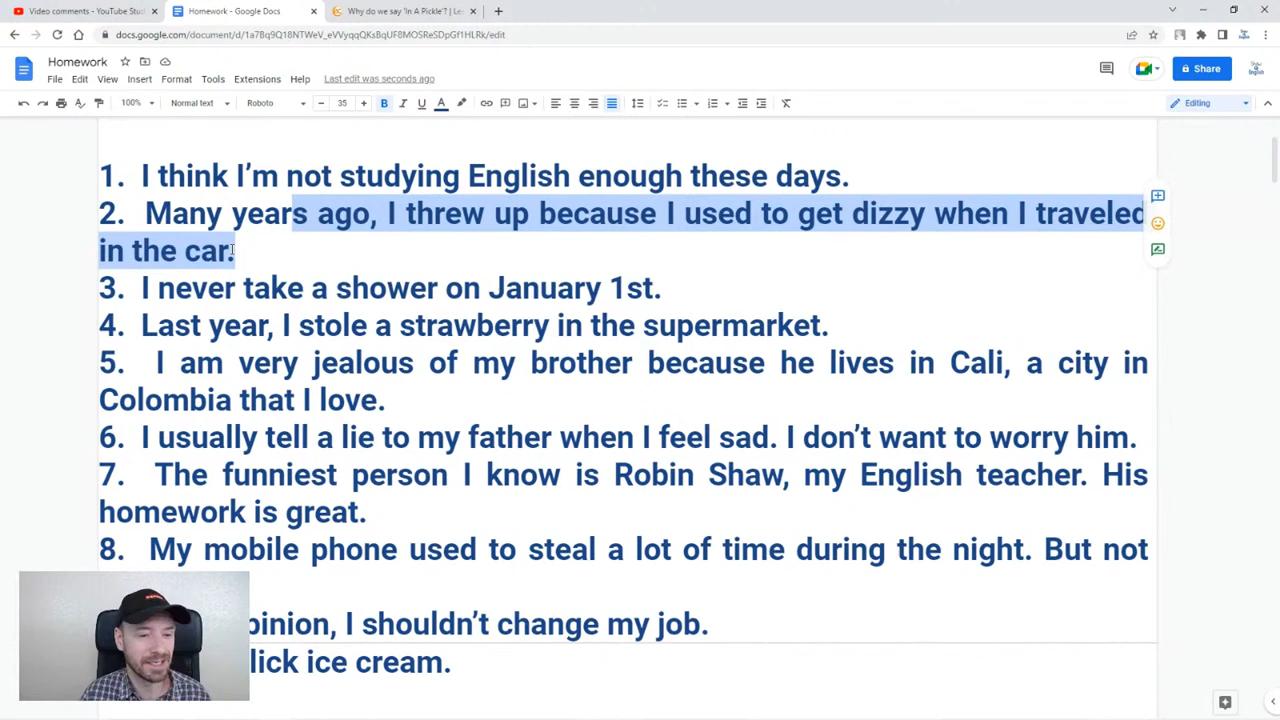 Video comments - YouTube Stud
Homework - Google Docs
Why do we say 'In A Pickle'? | Le
docs.google.com/document/d/1a7Bq9Q18NTWeV_eVVyqqQKsBqUF8MOSReSDpGf1HLRk/edit
Homework
File Edit View Insert Format Tools Extensions Help Last edit was seconds ago
Share
100% Normal text Roboto 35 B I U A Editing
1. I think I'm not studying English enough these days.
2. Many years ago, I threw up because I used to get dizzy when I traveled
in the car.
3. I never take a shower on January 1st.
4. Last year, I stole a strawberry in the supermarket.
5. I am very jealous of my brother because he lives in Cali, a city in
Colombia that I love.
6. I usually tell a lie to my father when I feel sad. I don't want to worry him.
7. The funniest person I know is Robin Shaw, my English teacher. His
homework is great.
8. My mobile phone used to steal a lot of time during the night. But not
pinion, I shouldn't change my job.
lick ice cream.